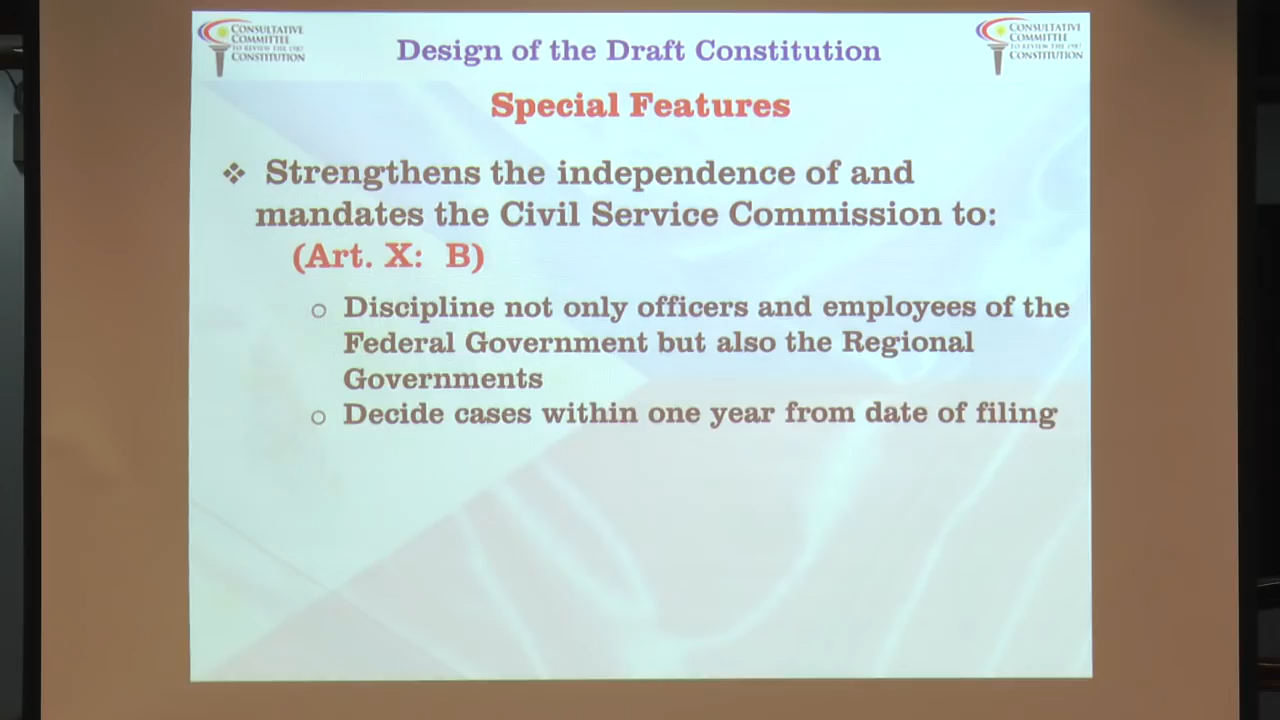 CONSULTATIVE
COMMITTEE
TO REVIEW THE 1987
CONSTITUTION
Design of the Draft Constitution
CONSULTATIVE
COMMITTEE
TO REVIEW THE 1987
CONSTITUTION
Special Features
❖ Strengthens the independence of and
mandates the Civil Service Commission to:
(Art. X: B)
○ Discipline not only officers and employees of the
Federal Government but also the Regional
Governments
○ Decide cases within one year from date of filing